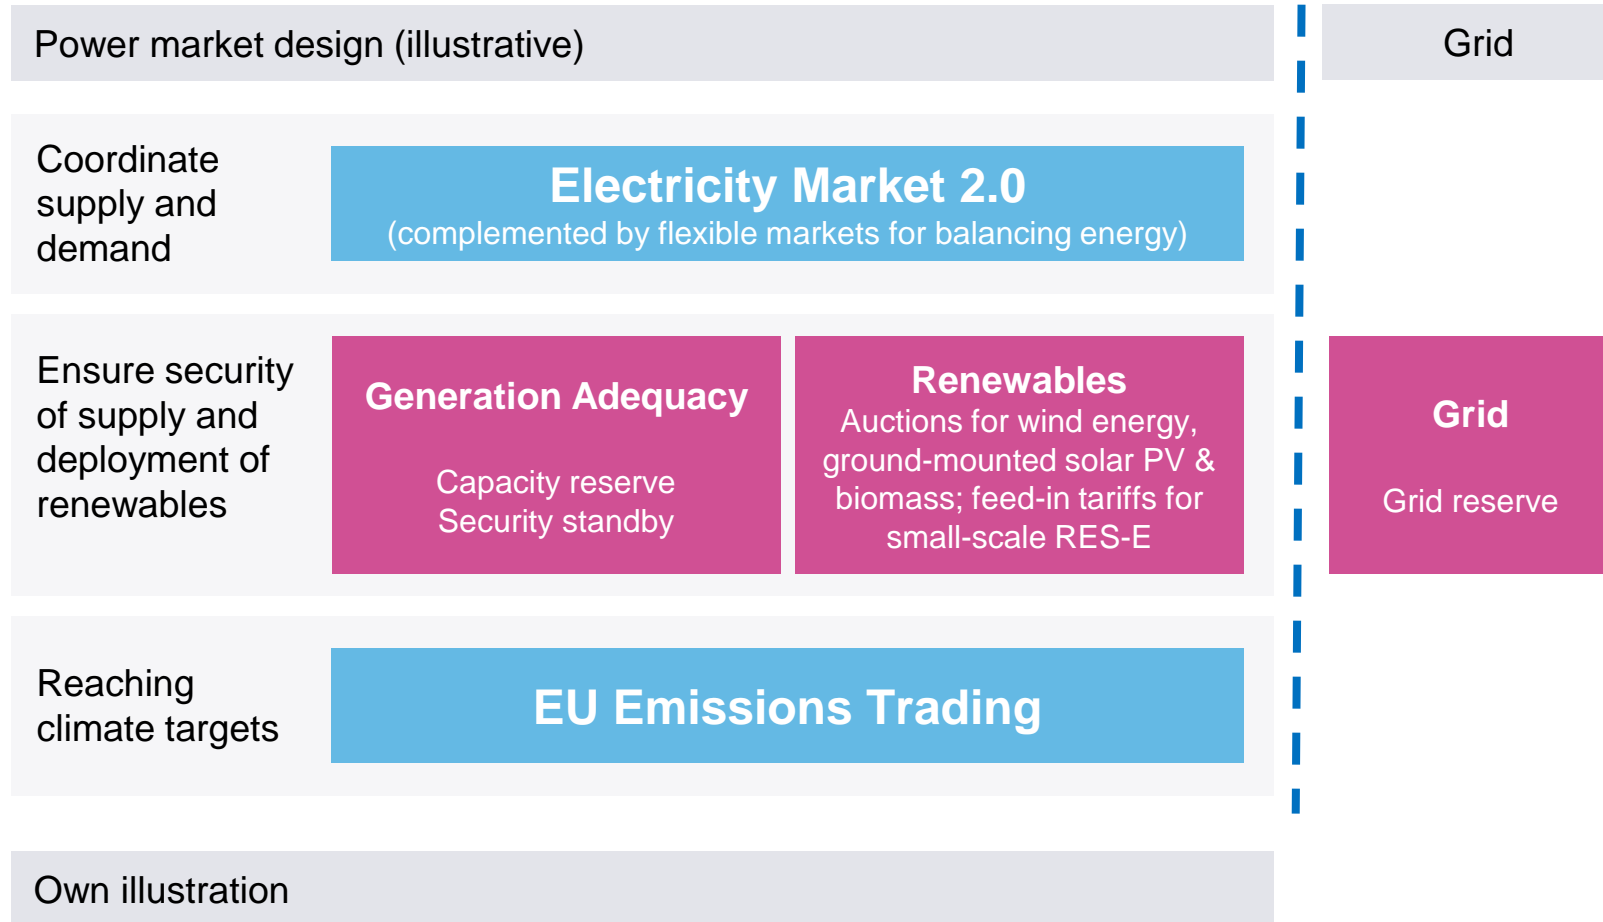 Power market design (illustrative)
Grid
Coordinate
supply and
demand
Electricity Market 2.0
(complemented by flexible markets for balancing energy)
Ensure security
of supply and
deployment of
renewables
Generation Adequacy
Capacity reserve
Security standby
Renewables
Auctions for wind energy,
ground-mounted solar PV &
biomass; feed-in tariffs for
small-scale RES-E
Grid
Grid reserve
Reaching
climate targets
EU Emissions Trading
Own illustration